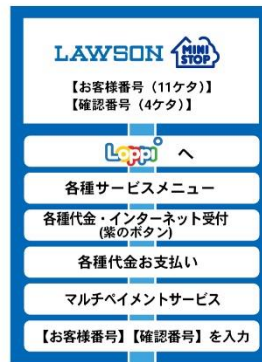 LAWSON MINI STOP
【お客様番号(11ケタ)】
【確認番号(4ケタ)】
Loppi へ
各種サービスメニュー
各種代金・インターネット受付
(紫のボタン)
各種代金お支払い
マルチペイメントサービス
【お客様番号】【確認番号】を入力